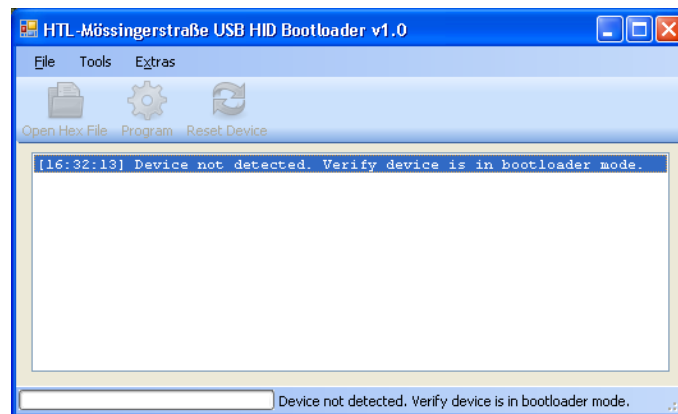 HTL-Mössingerstraße USB HID Bootloader v1.0
File Tools Extras
Open Hex File Program Reset Device
[16:32:13] Device not detected. Verify device is in bootloader mode.
Device not detected. Verify device is in bootloader mode.